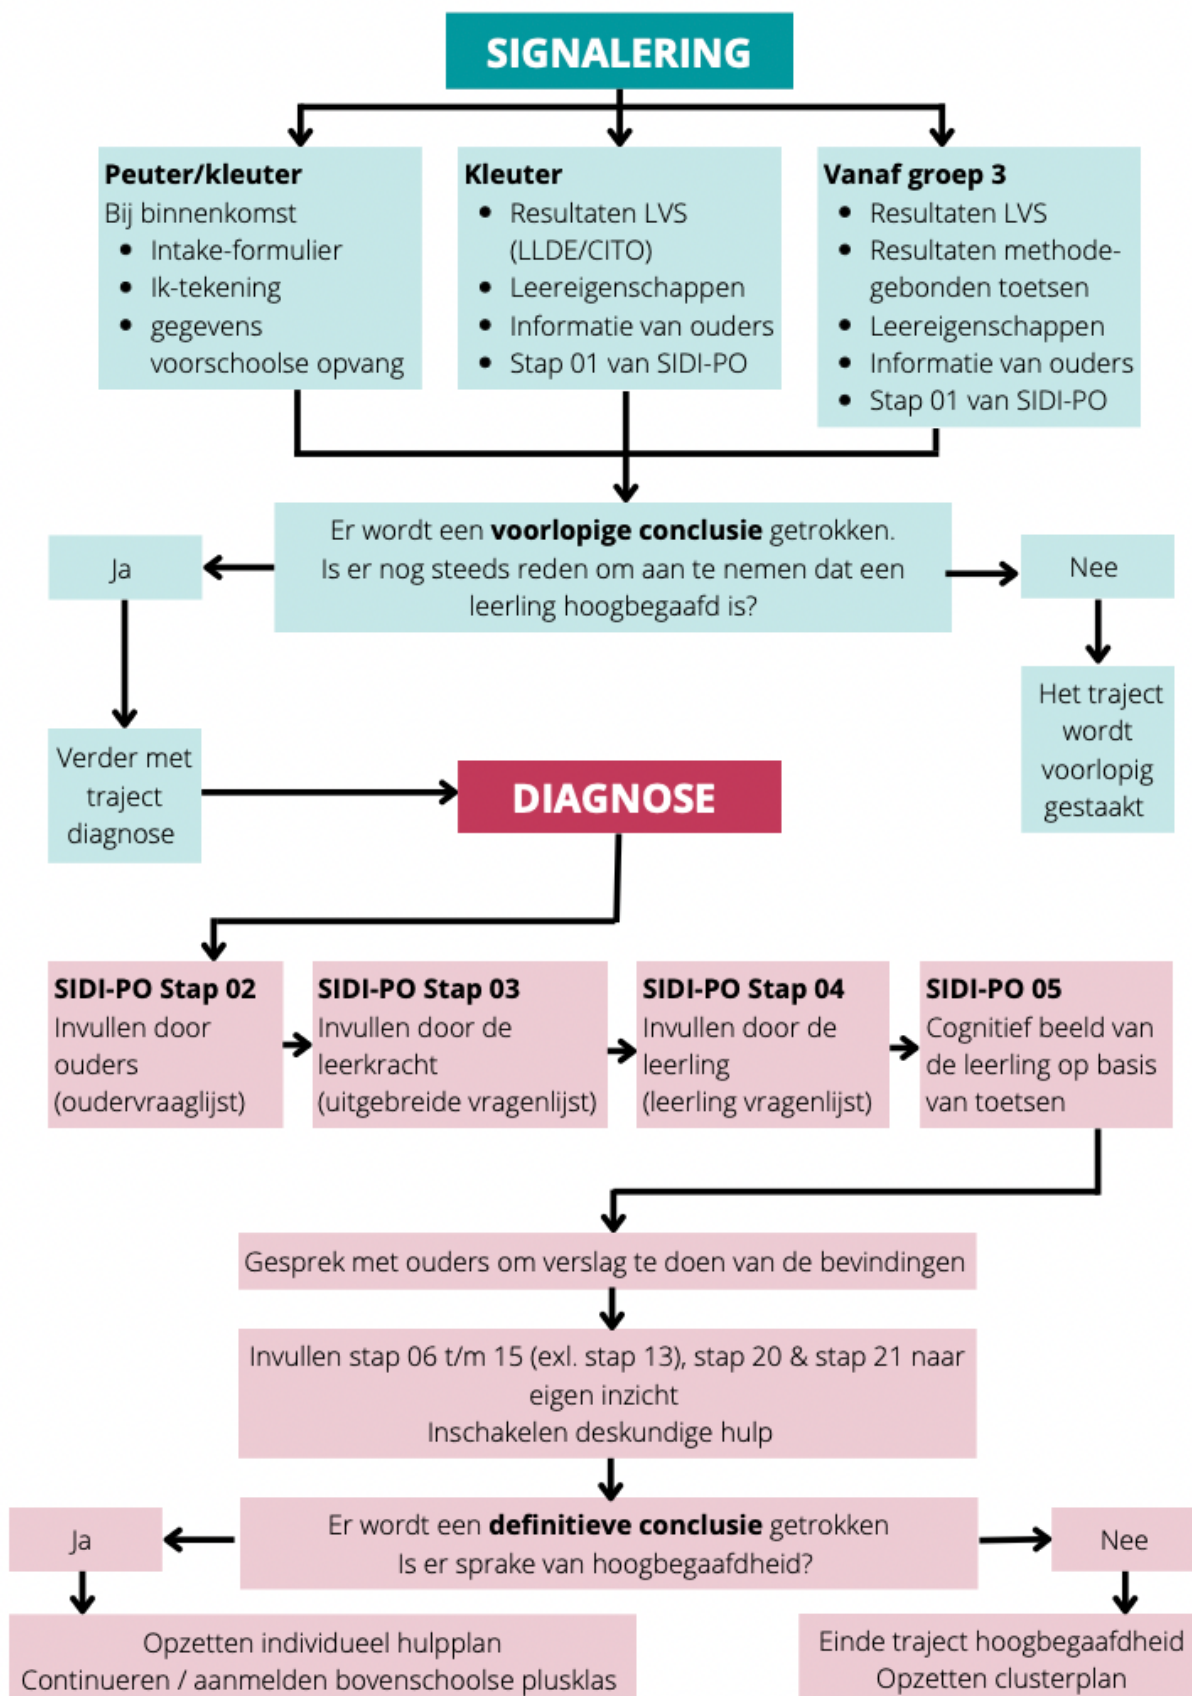 SIGNALERING
Peuter/kleuter
Bij binnenkomst
• Intake-formulier
• Ik-tekening
• gegevens
voorschoolse opvang
Kleuter
• Resultaten LVS
(LLDE/CITO)
• Leereigenschappen
• Informatie van ouders
• Stap 01 van SIDI-PO
Vanaf groep 3
• Resultaten LVS
• Resultaten methode-
gebonden toetsen
• Leereigenschappen
• Informatie van ouders
• Stap 01 van SIDI-PO
Er wordt een voorlopige conclusie getrokken.
Is er nog steeds reden om aan te nemen dat een
leerling hoogbegaafd is?
Ja
Nee
Verder met
traject
diagnose
Het traject
wordt
voorlopig
gestaakt
DIAGNOSE
SIDI-PO Stap 02
Invullen door
ouders
(oudervraaglijst)
SIDI-PO Stap 03
Invullen door de
leerkracht
(uitgebreide vragenlijst)
SIDI-PO Stap 04
Invullen door de
leerling
(leerling vragenlijst)
SIDI-PO 05
Cognitief beeld van
de leerling op basis
van toetsen
Gesprek met ouders om verslag te doen van de bevindingen
Invullen stap 06 t/m 15 (exl. stap 13), stap 20 & stap 21 naar
eigen inzicht
Inschakelen deskundige hulp
Er wordt een definitieve conclusie getrokken
Is er sprake van hoogbegaafdheid?
Ja
Nee
Opzetten individueel hulpplan
Continueren / aanmelden bovenschoolse plusklas
Einde traject hoogbegaafdheid
Opzetten clusterplan